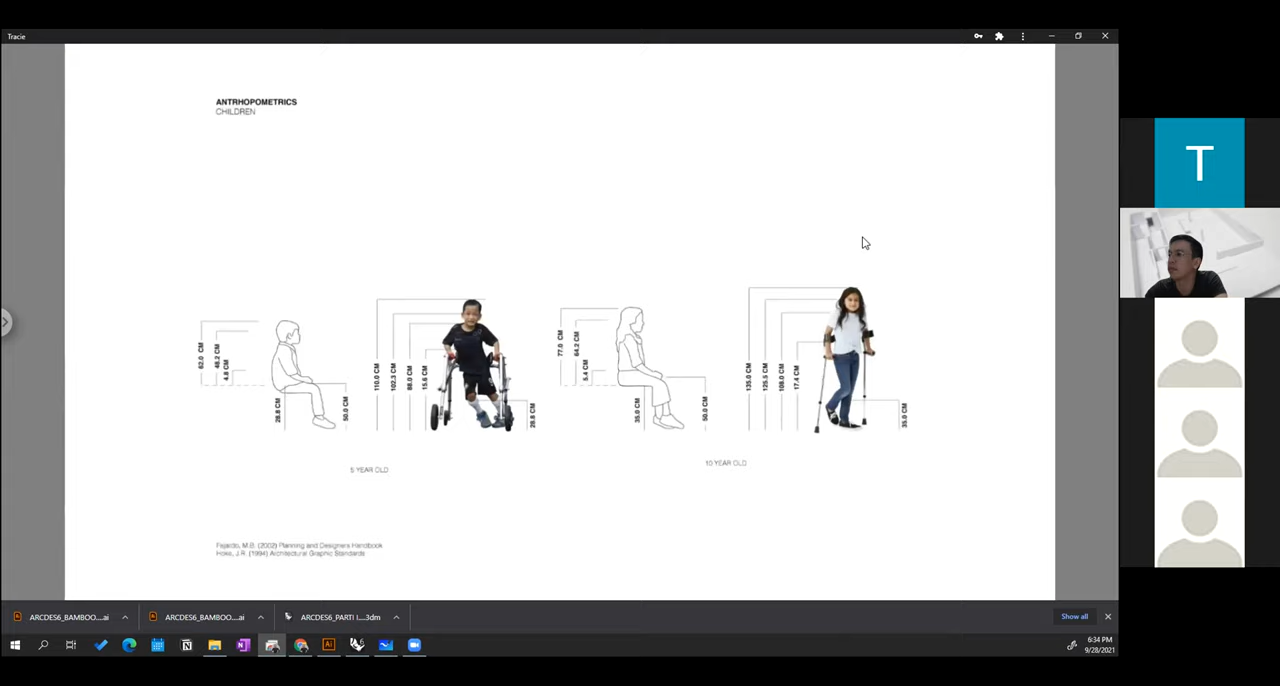 Tracie
ANTRHOPOMETRICS
CHILDREN
T
62.0 CM
48.2 CM
4.8 CM
28.8 CM
50.0 CM
110.0 CM
102.3 CM
88.0 CM
15.6 CM
28.8 CM
77.0 CM
64.2 CM
5.4 CM
35.0 CM
50.0 CM
135.0 CM
125.5 CM
108.0 CM
17.4 CM
35.0 CM
5 YEAR OLD
10 YEAR OLD
Fajardo, M.B. (2002) Planning and Designers Handbook
Hoke, J.R. (1994) Architectural Graphic Standards
ARCDES6_BAMBOO....ai
ARCDES6_BAMBOO....ai
ARCDES6_PARTI I....3dm
Show all
6:34 PM
9/28/2021